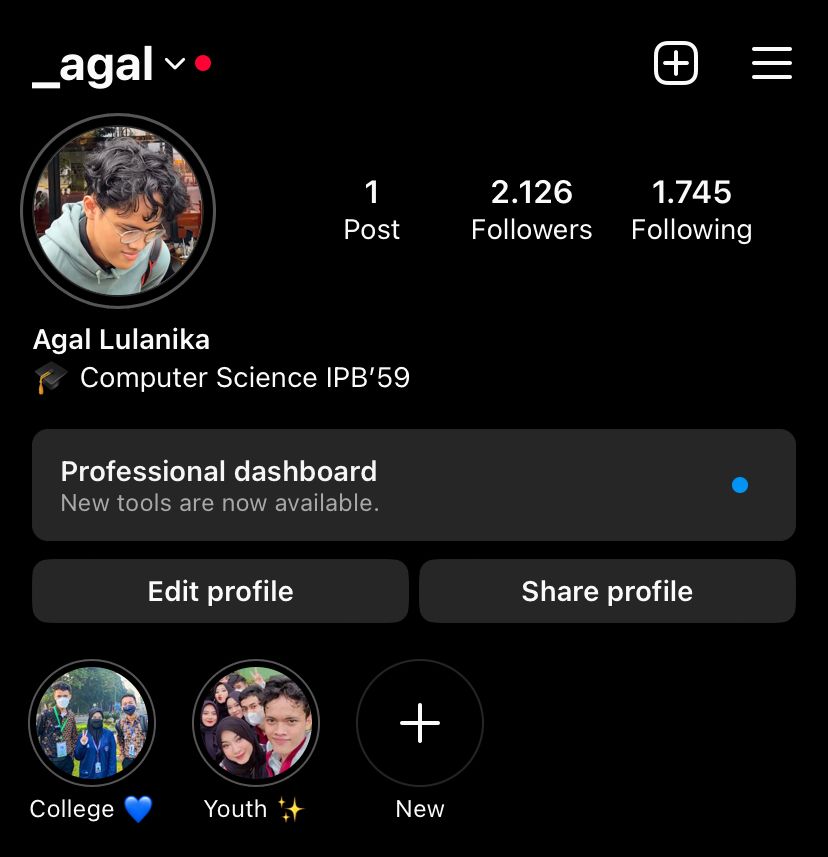 _agal
1 2.126 1.745
Post Followers Following
Agal Lulanika
🎓 Computer Science IPB’59
Professional dashboard
New tools are now available.
Edit profile Share profile
College 💙 Youth ✨ New